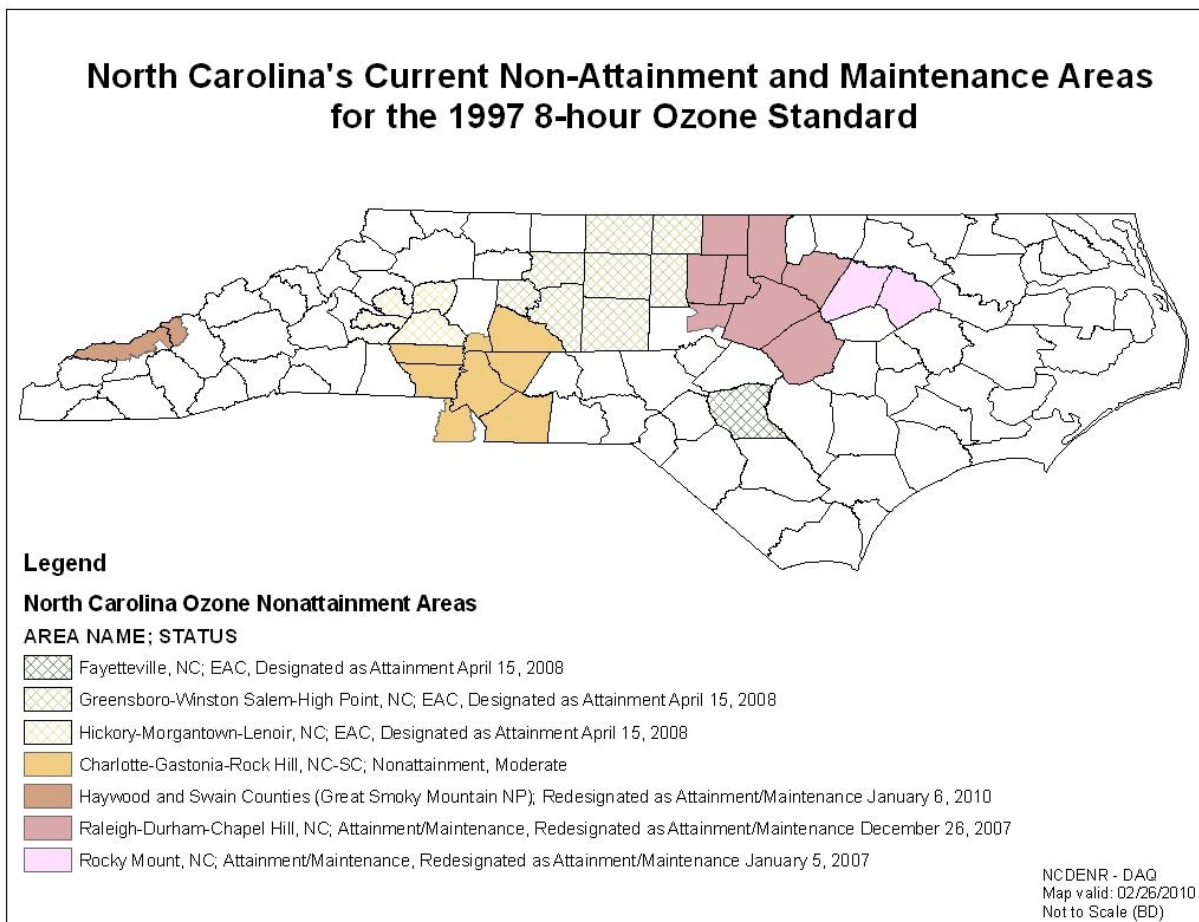 North Carolina's Current Non-Attainment and Maintenance Areas
for the 1997 8-hour Ozone Standard
Legend
North Carolina Ozone Nonattainment Areas
AREA NAME; STATUS
Fayetteville, NC; EAC, Designated as Attainment April 15, 2008
Greensboro-Winston Salem-High Point, NC; EAC, Designated as Attainment April 15, 2008
Hickory-Morgantown-Lenoir, NC; EAC, Designated as Attainment April 15, 2008
Charlotte-Gastonia-Rock Hill, NC-SC; Nonattainment, Moderate
Haywood and Swain Counties (Great Smoky Mountain NP); Redesignated as Attainment/Maintenance January 6, 2010
Raleigh-Durham-Chapel Hill, NC; Attainment/Maintenance, Redesignated as Attainment/Maintenance December 26, 2007
Rocky Mount, NC; Attainment/Maintenance, Redesignated as Attainment/Maintenance January 5, 2007
NCDENR - DAQ
Map valid: 02/26/2010
Not to Scale (BD)